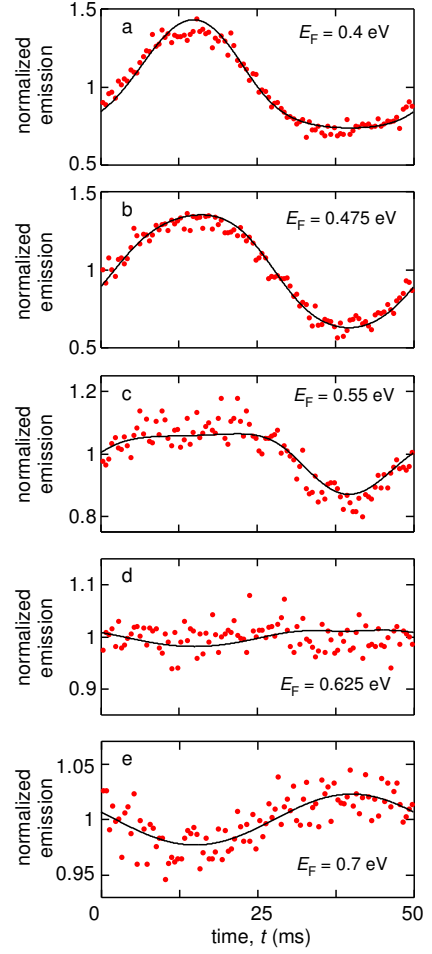 1.5
a
E_F = 0.4 eV
1
0.5
normalized
emission
1.5
b
E_F = 0.475 eV
1.0
0.5
normalized
emission
1.2
c
E_F = 0.55 eV
1.0
0.8
normalized
emission
1.1
d
1
0.9
E_F = 0.625 eV
normalized
emission
1.05
e
1
0.95
E_F = 0.7 eV
normalized
emission
0
25
50
time, t (ms)